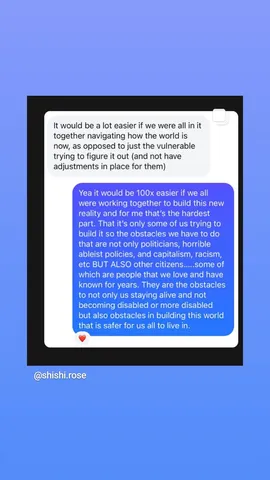 It would be a lot easier if we were all in it
together navigating how the world is
now, as opposed to just the vulnerable
trying to figure it out (and not have
adjustments in place for them)
Yea it would be 100x easier if we all
were working together to build this new
reality and for me that's the hardest
part. That it's only some of us trying to
build it so the obstacles we have to do
that are not only politicians, horrible
ableist policies, and capitalism, racism,
etc BUT ALSO other citizens.....some of
which are people that we love and have
known for years. They are the obstacles
to not only us staying alive and not
becoming disabled or more disabled
but also obstacles in building this world
that is safer for us all to live in.
@shishi.rose